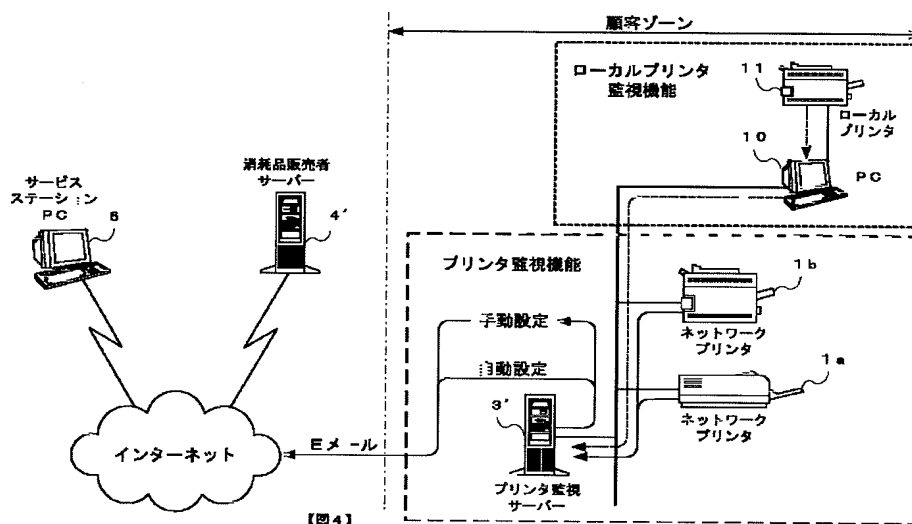 顧客ゾーン
ローカルプリンタ
監視機能
11
ローカル
プリンタ
10
PC
消耗品販売者
サーバー
4'
サービス
ステーション
PC
6
プリンタ監視機能
1b
ネットワーク
プリンタ
手動設定
自動設定
1a
3'
ネットワーク
プリンタ
Eメール
インターネット
プリンタ監視
サーバー
【図4】